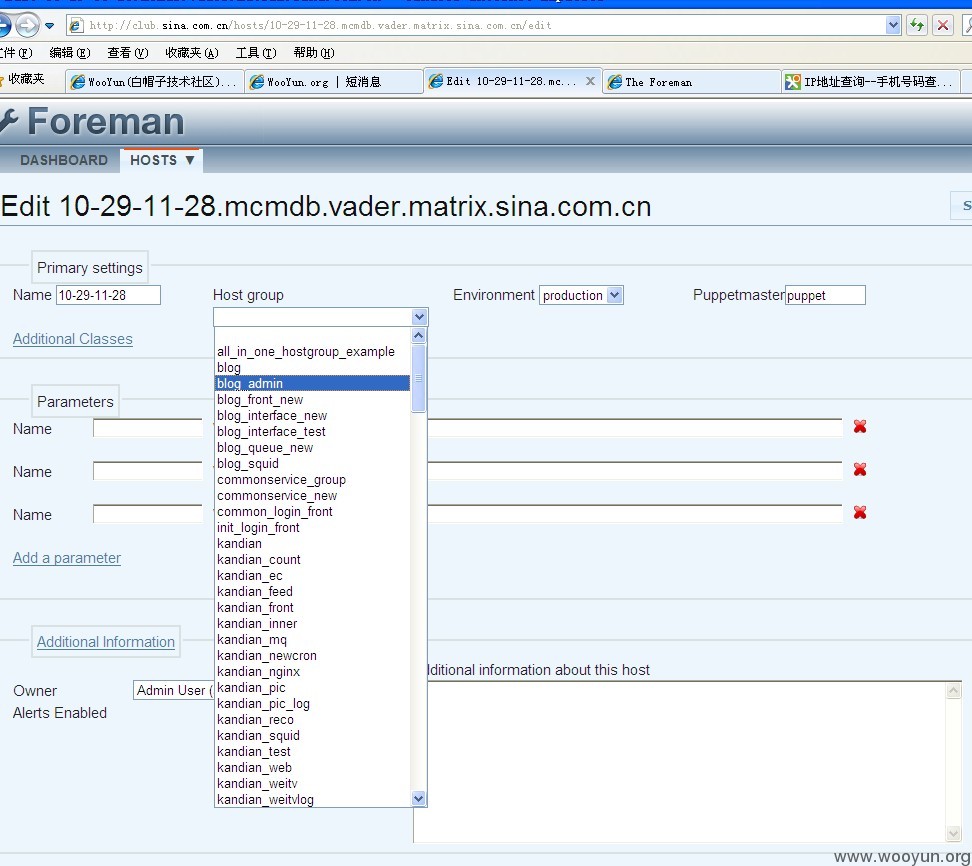 http://club.sina.com.cn/hosts/10-29-11-28.mcmdb.vader.matrix.sina.com.cn/edit
件(F) 编辑(E) 查看(V) 收藏夹(A) 工具(T) 帮助(H)
收藏夹 WooYun(白帽子技术社区)... WooYun.org | 短消息 Edit 10-29-11-28.mc... The Foreman IP地址查询--手机号码查...
Foreman
DASHBOARD HOSTS ▼
Edit 10-29-11-28.mcmdb.vader.matrix.sina.com.cn
S
Primary settings
Name 10-29-11-28 Host group Environment production Puppetmaster puppet
Additional Classes
all_in_one_hostgroup_example
blog
blog_admin
blog_front_new
blog_interface_new
blog_interface_test
blog_queue_new
blog_squid
commonservice_group
commonservice_new
common_login_front
init_login_front
kandian
kandian_count
kandian_ec
kandian_feed
kandian_front
kandian_inner
kandian_mq
kandian_newcron
kandian_nginx
kandian_pic
kandian_pic_log
kandian_reco
kandian_squid
kandian_test
kandian_web
kandian_weitv
kandian_weitvlog
Parameters
Name
Name
Name
Add a parameter
Additional Information
dditional information about this host
Owner Admin User (
Alerts Enabled
www.wooyun.org